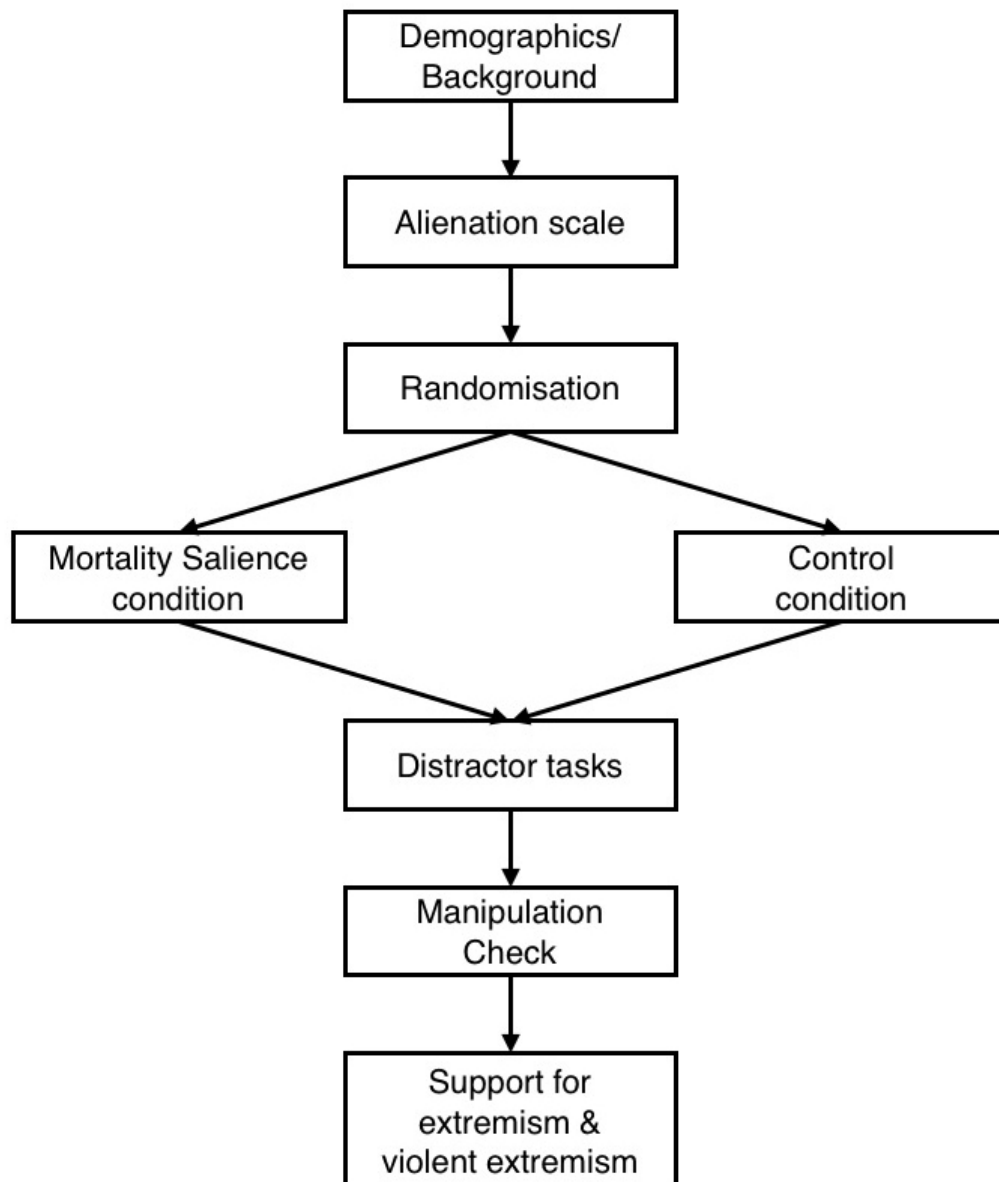 Demographics/
Background
Alienation scale
Randomisation
Mortality Salience
condition
Control
condition
Distractor tasks
Manipulation
Check
Support for
extremism &
violent extremism